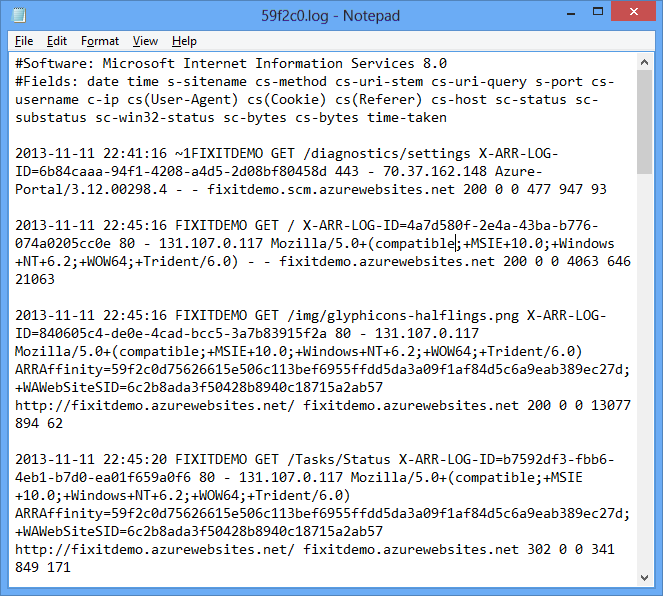 59f2c0.log - Notepad
File Edit Format View Help
#Software: Microsoft Internet Information Services 8.0
#Fields: date time s-sitename cs-method cs-uri-stem cs-uri-query s-port cs-
username c-ip cs(User-Agent) cs(Cookie) cs(Referer) cs-host sc-status sc-
substatus sc-win32-status sc-bytes cs-bytes time-taken
2013-11-11 22:41:16 ~1FIXITDEMO GET /diagnostics/settings X-ARR-LOG-
ID=6b84caaa-94f1-4208-a4d5-2d08bf80458d 443 - 70.37.162.148 Azure-
Portal/3.12.00298.4 - - fixitdemo.scm.azurewebsites.net 200 0 0 477 947 93
2013-11-11 22:45:16 FIXITDEMO GET / X-ARR-LOG-ID=4a7d580f-2e4a-43ba-b776-
074a0205cc0e 80 - 131.107.0.117 Mozilla/5.0+(compatible;+MSIE+10.0;+Windows
+NT+6.2;+WOW64;+Trident/6.0) - - fixitdemo.azurewebsites.net 200 0 0 4063 646
21063
2013-11-11 22:45:16 FIXITDEMO GET /img/glyphicons-halflings.png X-ARR-LOG-
ID=840605c4-de0e-4cad-bcc5-3a7b83915f2a 80 - 131.107.0.117
Mozilla/5.0+(compatible;+MSIE+10.0;+Windows+NT+6.2;+WOW64;+Trident/6.0)
ARRAffinity=59f2c0d75626615e506c113bef6955ffdd5da3a09f1af84d5c6a9eab389ec27d;
+WAWebSiteSID=6c2b8ada3f50428b8940c18715a2ab57
http://fixitdemo.azurewebsites.net/ fixitdemo.azurewebsites.net 200 0 0 13077
894 62
2013-11-11 22:45:20 FIXITDEMO GET /Tasks/Status X-ARR-LOG-ID=b7592df3-fbb6-
4eb1-b7d0-ea01f659a0f6 80 - 131.107.0.117 Mozilla/5.0+(compatible;+MSIE
+10.0;+Windows+NT+6.2;+WOW64;+Trident/6.0)
ARRAffinity=59f2c0d75626615e506c113bef6955ffdd5da3a09f1af84d5c6a9eab389ec27d;
+WAWebSiteSID=6c2b8ada3f50428b8940c18715a2ab57
http://fixitdemo.azurewebsites.net/ fixitdemo.azurewebsites.net 302 0 0 341
849 171